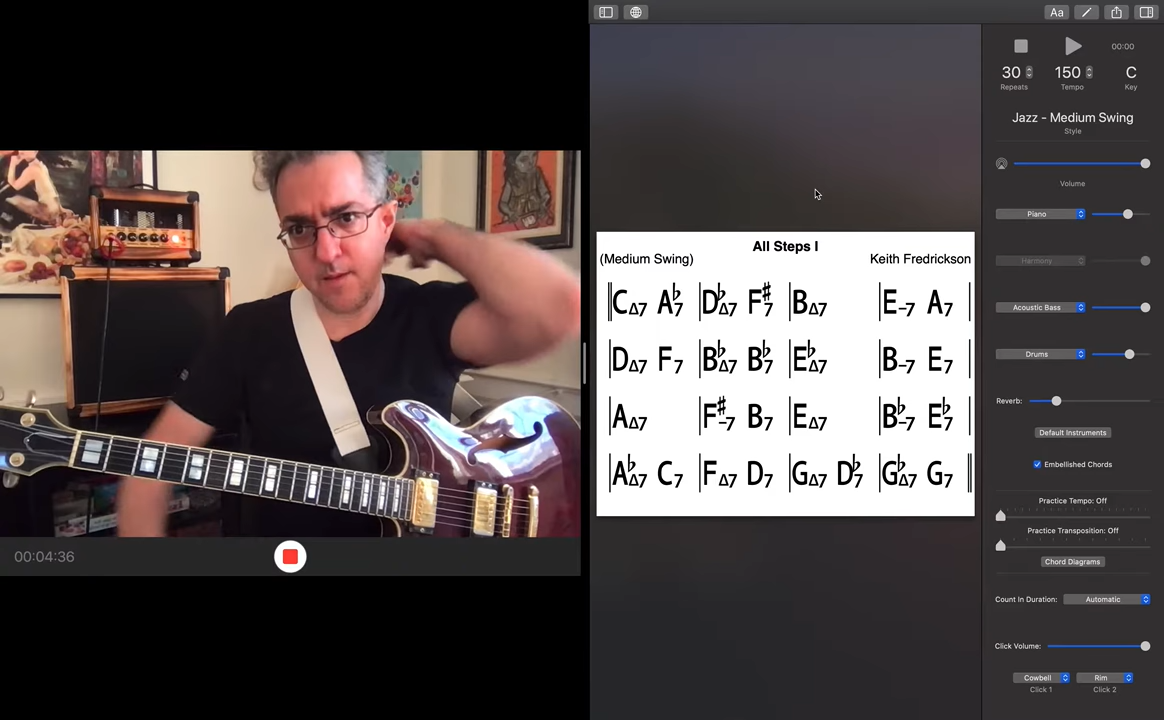 Aa
00:00
30 150 C
Repeats Tempo Key
Jazz - Medium Swing
Style
Volume
Piano
Harmony
Acoustic Bass
Drums
Reverb:
Default Instruments
Embellished Chords
Practice Tempo: Off
Practice Transposition: Off
Chord Diagrams
Count In Duration: Automatic
Click Volume:
Cowbell Rim
Click 1 Click 2
All Steps I
(Medium Swing) Keith Fredrickson
CΔ7 A♭7 | D♭Δ7 F♯7 | BΔ7 | E-7 A7 |
| DΔ7 F7 | B♭Δ7 B♭7 | E♭Δ7 | B-7 E7 |
| AΔ7 | F♯-7 B7 | EΔ7 | B♭-7 E♭7 |
| A♭Δ7 C7 | FΔ7 D7 | GΔ7 D♭7 | G♭Δ7 G7
00:04:36